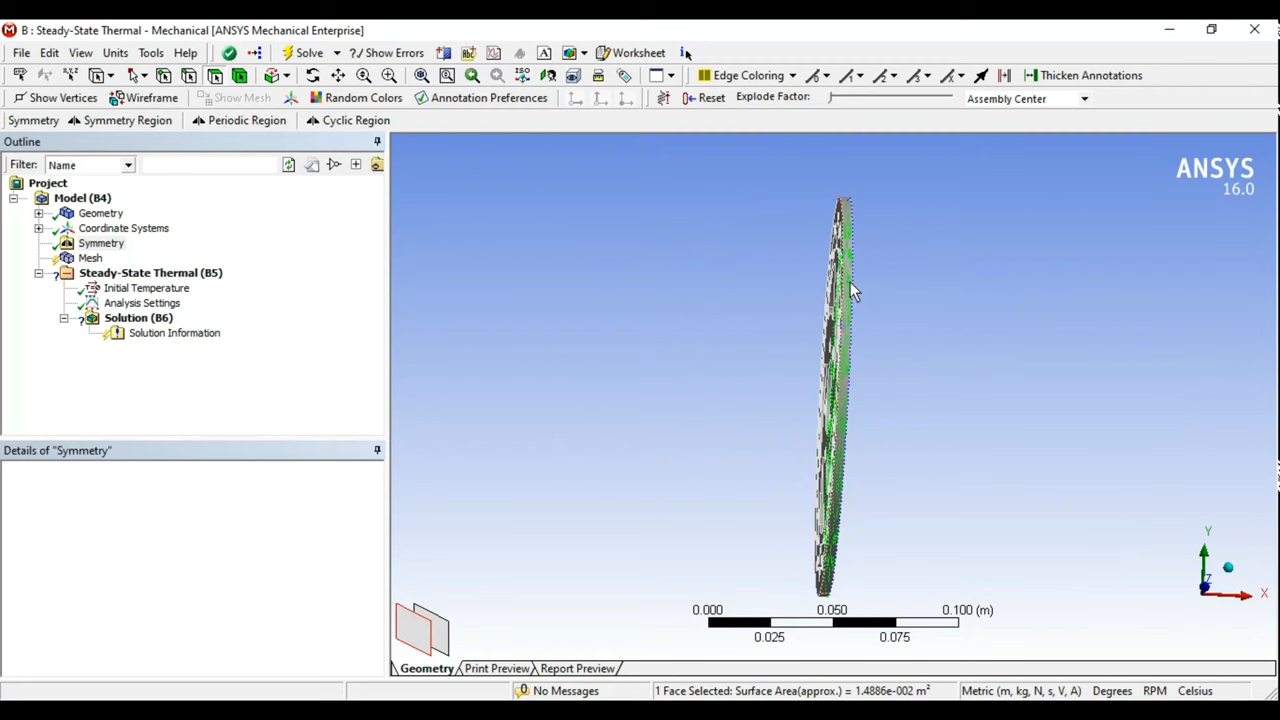 B : Steady-State Thermal - Mechanical [ANSYS Mechanical Enterprise]
File Edit View Units Tools Help Solve ?/ Show Errors Worksheet
Edge Coloring Thicken Annotations
Show Vertices Wireframe Show Mesh Random Colors Annotation Preferences Reset Explode Factor: Assembly Center
Symmetry Symmetry Region Periodic Region Cyclic Region
Outline
Filter: Name
Project
Model (B4)
Geometry
Coordinate Systems
Symmetry
Mesh
Steady-State Thermal (B5)
Initial Temperature
Analysis Settings
Solution (B6)
Solution Information
Details of "Symmetry"
ANSYS
16.0
Y
Z
X
0.000 0.050 0.100 (m)
0.025 0.075
Geometry Print Preview Report Preview
0 No Messages 1 Face Selected: Surface Area(approx.) = 1.4886e-002 m² Metric (m, kg, N, s, V, A) Degrees RPM Celsius